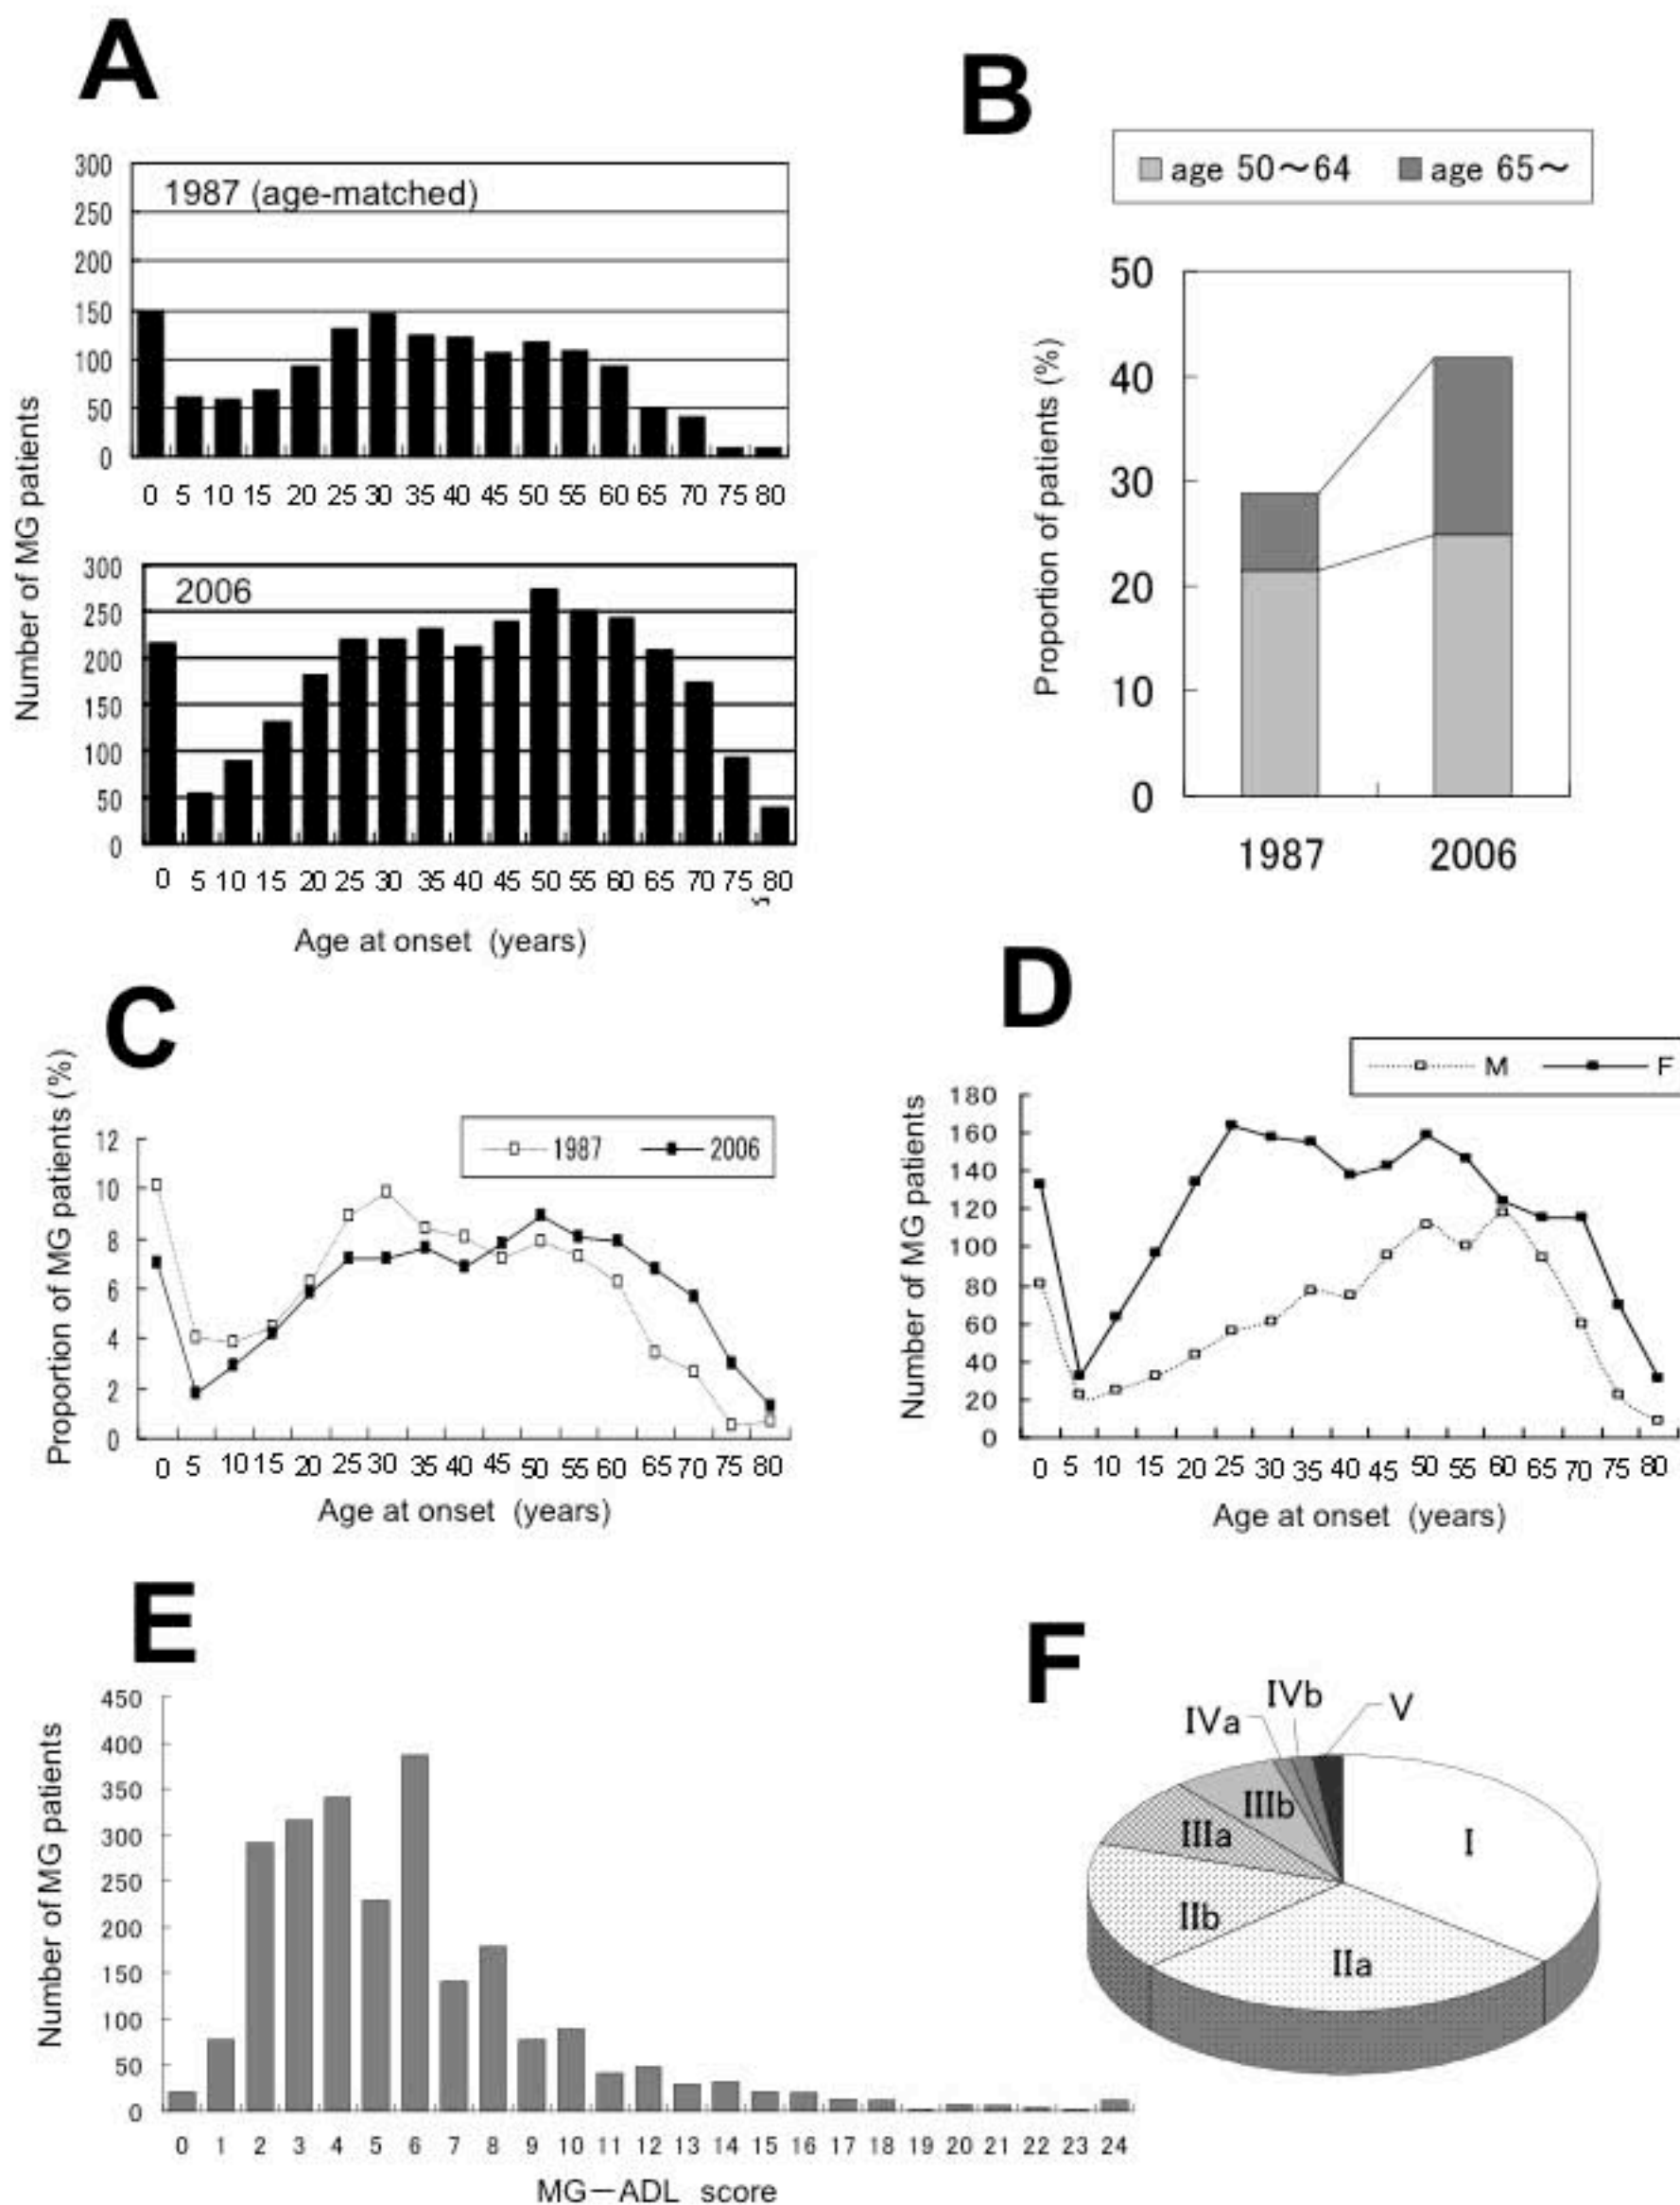 A
300
1987 (age-matched)
250
200
150
100
50
0
0 5 10 15 20 25 30 35 40 45 50 55 60 65 70 75 80
Number of MG patients
300
2006
250
200
150
100
50
0
0 5 10 15 20 25 30 35 40 45 50 55 60 65 70 75 80
Age at onset (years)
B
age 50～64 age 65～
Proportion of patients (%)
50
40
30
20
10
0
1987 2006
C
Proportion of MG patients (%)
1987 2006
12
10
8
6
4
2
0
0 5 10 15 20 25 30 35 40 45 50 55 60 65 70 75 80
Age at onset (years)
D
M F
Number of MG patients
180
160
140
120
100
80
60
40
20
0
0 5 10 15 20 25 30 35 40 45 50 55 60 65 70 75 80
Age at onset (years)
E
Number of MG patients
450
400
350
300
250
200
150
100
50
0
0 1 2 3 4 5 6 7 8 9 10 11 12 13 14 15 16 17 18 19 20 21 22 23 24
MG－ADL score
F
IVa IVb V
IIIb
IIIa
I
IIb
IIa